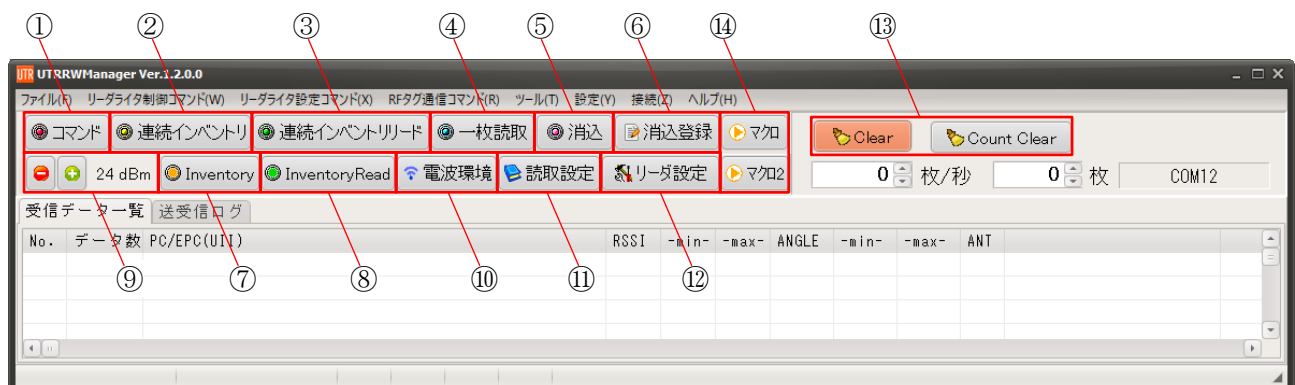 ① ② ③ ④ ⑤ ⑥ ⑭ ⑬
UTR UTRRWManager Ver.1.2.0.0
ファイル(F) リーダライタ制御コマンド(W) リーダライタ設定コマンド(X) RFタグ通信コマンド(R) ツール(T) 設定(Y) 接続(Z) ヘルプ(H)
コマンド 連続インベントリ 連続インベントリリード 一枚読取 消込 消込登録 マクロ Clear Count Clear
24 dBm Inventory InventoryRead 電波環境 読取設定 リーダ設定 マクロ2 0 枚/秒 0 枚 COM12
受信データ一覧 送受信ログ
No. データ数 PC/EPC(UII) RSSI -min- -max- ANGLE -min- -max- ANT
⑨ ⑦ ⑧ ⑩ ⑪ ⑫